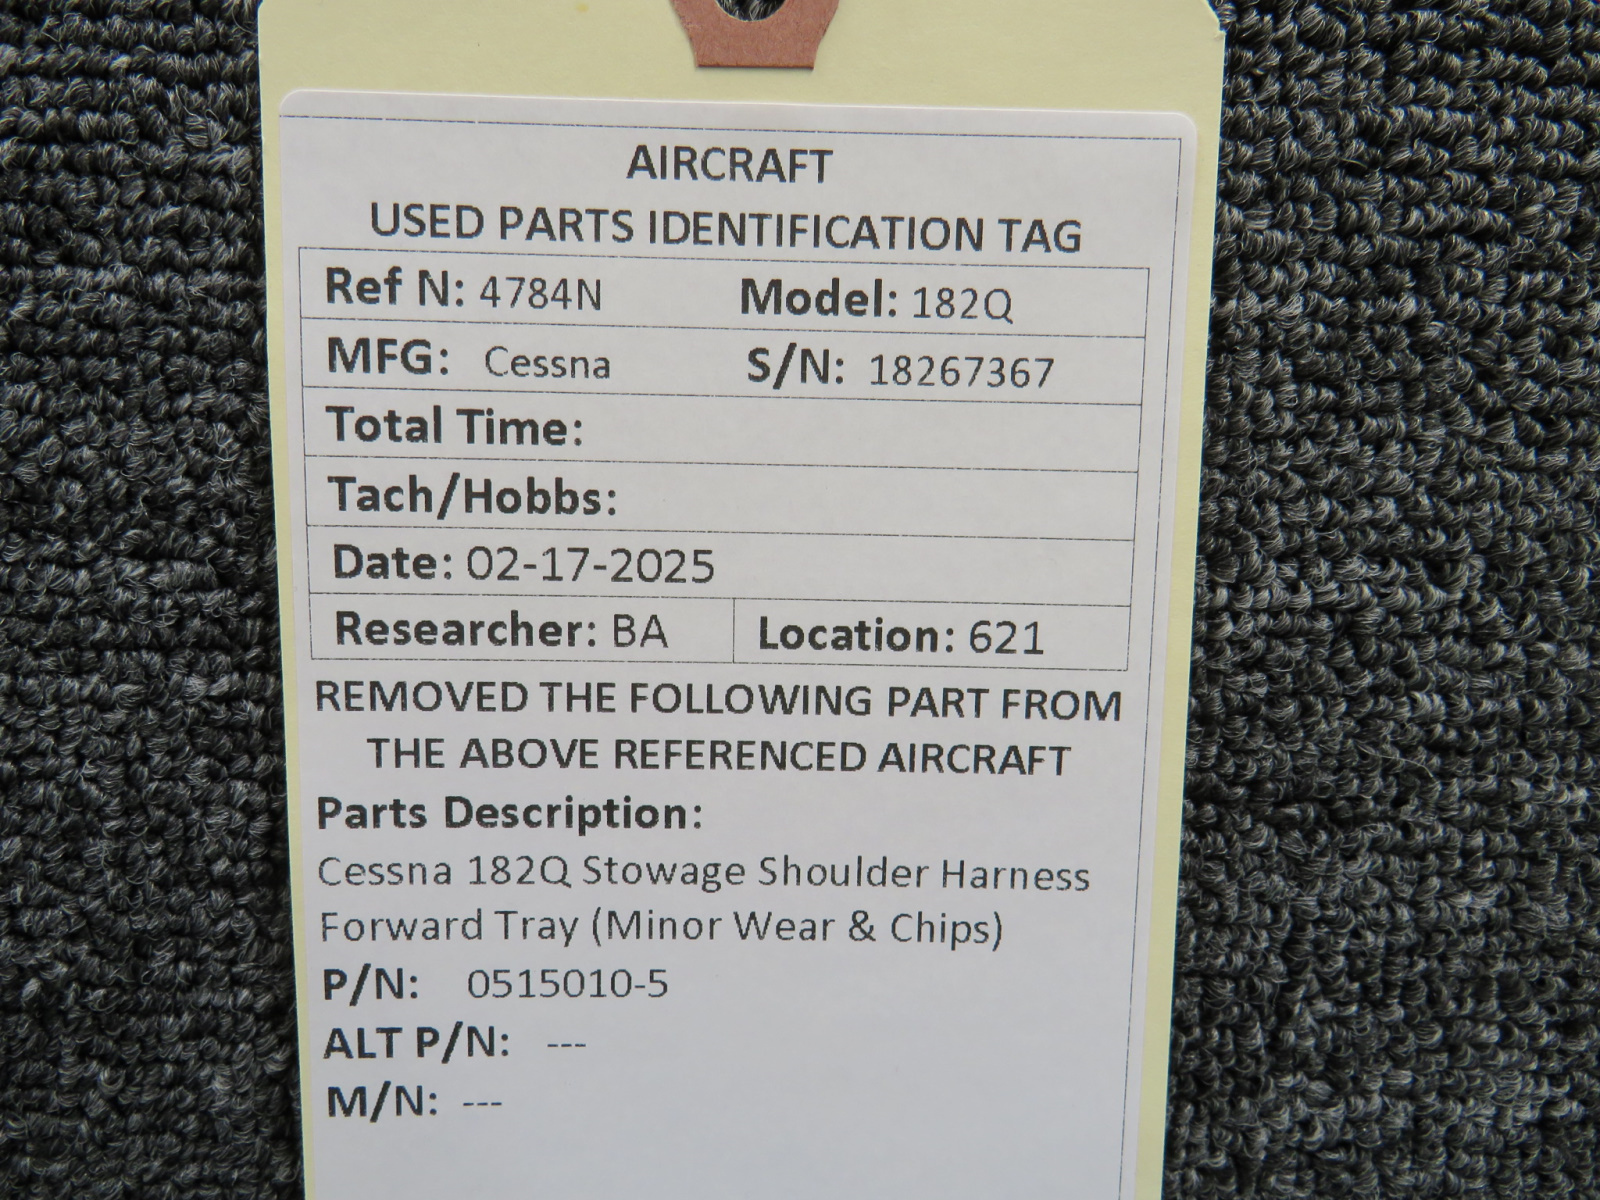 AIRCRAFT
USED PARTS IDENTIFICATION TAG
Ref N: 4784N Model: 182Q
MFG: Cessna S/N: 18267367
Total Time:
Tach/Hobbs:
Date: 02-17-2025
Researcher: BA Location: 621
REMOVED THE FOLLOWING PART FROM
THE ABOVE REFERENCED AIRCRAFT
Parts Description:
Cessna 182Q Stowage Shoulder Harness
Forward Tray (Minor Wear & Chips)
P/N: 0515010-5
ALT P/N: ---
M/N: ---